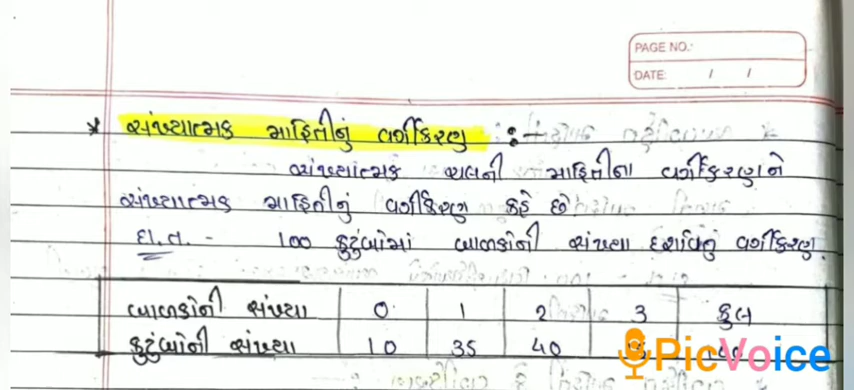 PAGE NO.:
DATE: / /
* સંખ્યાત્મક માહિતીનું વર્ગીકરણ :-
સંખ્યાત્મક ચલની માહિતીના વર્ગીકરણને
સંખ્યાત્મક માહિતીનું વર્ગીકરણ કહે છે
દા.ત. - 100 કુટુંબોમાં બાળકોની સંખ્યા દર્શાવતુ વર્ગીકરણ.
બાળકોની સંખ્યા 0 1 2 3 કુલ
કુટુંબોની સંખ્યા 10 35 40
PicVoice